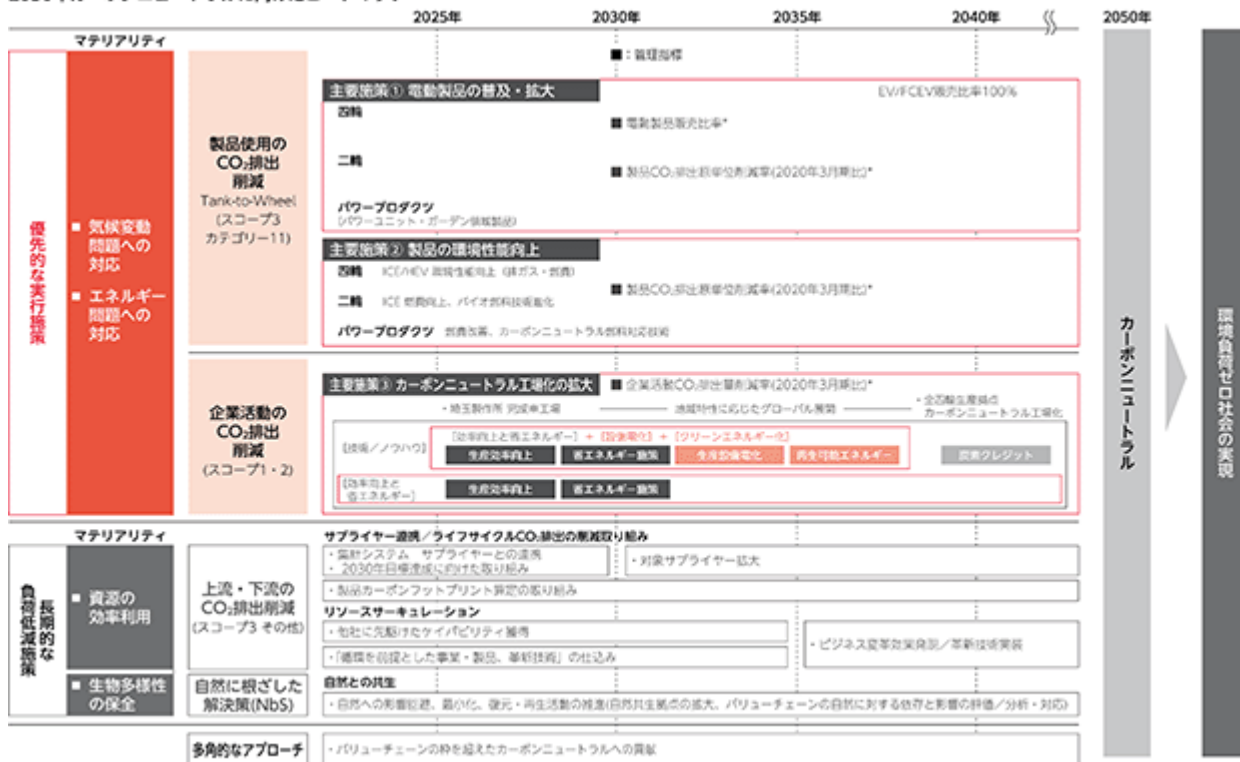 2025年
2030年
2035年
2040年
2050年
マテリアリティ
■：管理指標
優先的な実行施策
■ 気候変動
問題への
対応
■ エネルギー
問題への
対応
製品使用の
CO₂排出
削減
Tank-to-Wheel
(スコープ3
カテゴリー11)
主要施策① 電動製品の普及・拡大
EV/FCEV販売比率100%
四輪
■ 電動製品販売比率*
二輪
■ 製品CO₂排出原単位削減率(2020年3月期比)*
パワープロダクツ
(パワーユニット・ガーデン領域製品)
主要施策② 製品の環境性能向上
四輪 ICE/HEV 環境性能向上（排ガス・燃費）
■ 製品CO₂排出原単位削減率(2020年3月期比)*
二輪 ICE 燃費向上、バイオ燃料技術進化
パワープロダクツ 燃費改善、カーボンニュートラル燃料対応技術
企業活動の
CO₂排出
削減
(スコープ1・2)
主要施策③ カーボンニュートラル工場化の拡大
■ 企業活動CO₂排出量削減率(2020年3月期比)*
・埼玉製作所 完成車工場
地域特性に応じたグローバル展開
・全四輪生産拠点
カーボンニュートラル工場化
[技術／ノウハウ]
[効率向上と省エネルギー] + [設備電化] + [クリーンエネルギー化]
生産効率向上
省エネルギー施策
生産設備電化
再生可能エネルギー
炭素クレジット
[効率向上と
省エネルギー]
生産効率向上
省エネルギー施策
カーボンニュートラル
環境負荷ゼロ社会の実現
マテリアリティ
長期的な
負荷低減施策
■ 資源の
効率利用
上流・下流の
CO₂排出削減
(スコープ3 その他)
サプライヤー連携／ライフサイクルCO₂排出の削減取り組み
・集計システム サプライヤーとの連携
・2030年目標達成に向けた取り組み
・対象サプライヤー拡大
・製品カーボンフットプリント算定の取り組み
リソースサーキュレーション
・他社に先駆けたケイパビリティ獲得
・「循環を前提とした事業・製品、革新技術」の仕込み
・ビジネス変革効果発現／革新技術実装
■ 生物多様性
の保全
自然に根ざした
解決策(NbS)
自然との共生
・自然への影響回避、最小化、復元・再生活動の推進(自然共生拠点の拡大、バリューチェーンの自然に対する依存と影響の評価／分析・対応)
多角的なアプローチ
・バリューチェーンの枠を超えたカーボンニュートラルへの貢献